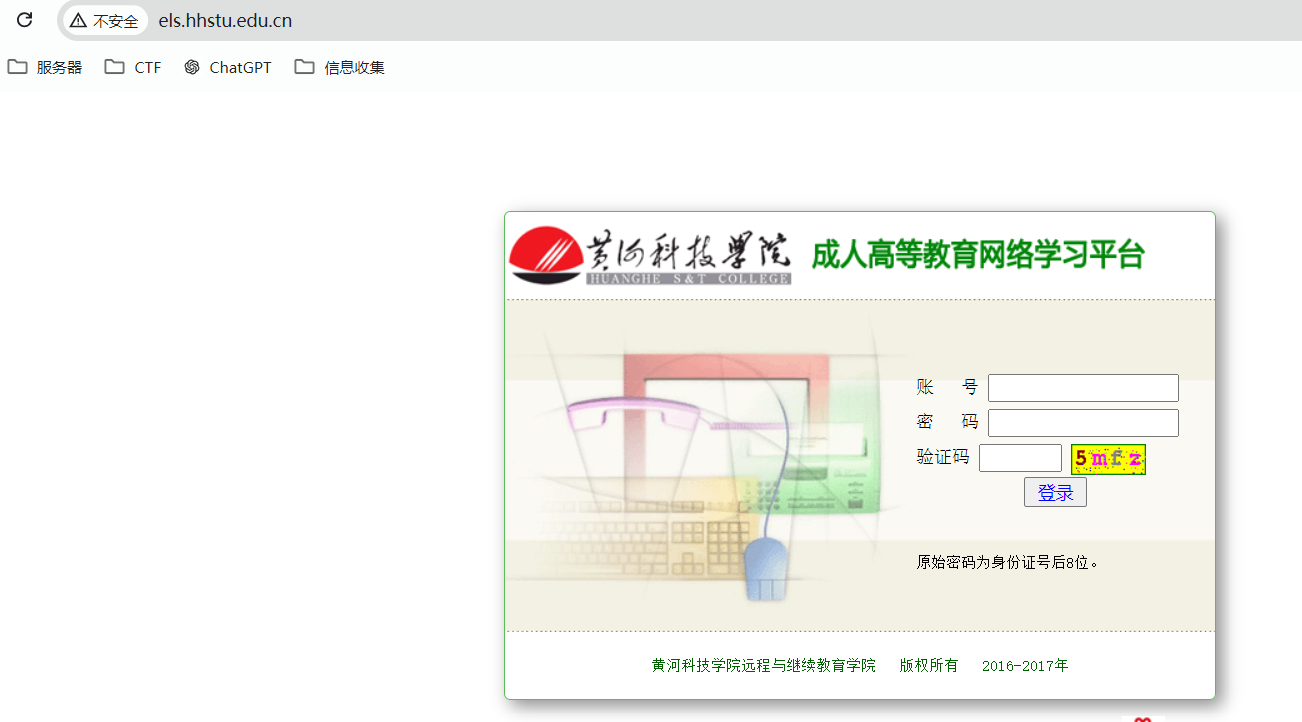 不安全 els.hhstu.edu.cn
服务器 CTF ChatGPT 信息收集
黄河科技学院 成人高等教育网络学习平台
HUANGHE S&T COLLEGE
账 号
密 码
验证码 5mfz
登录
原始密码为身份证号后8位。
黄河科技学院远程与继续教育学院 版权所有 2016-2017年